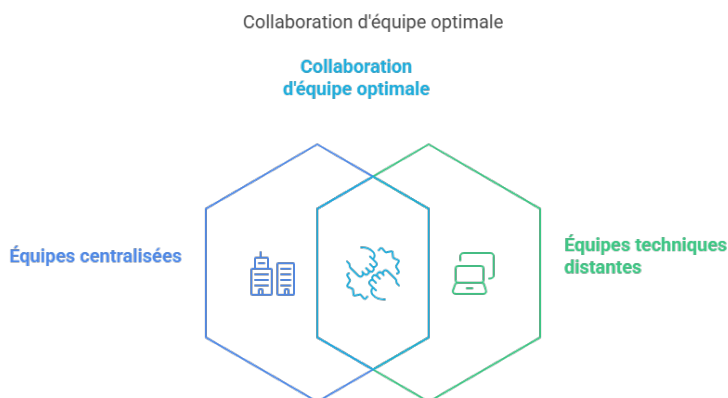 Collaboration d'équipe optimale
Collaboration
d'équipe optimale
Équipes centralisées
Équipes techniques
distantes